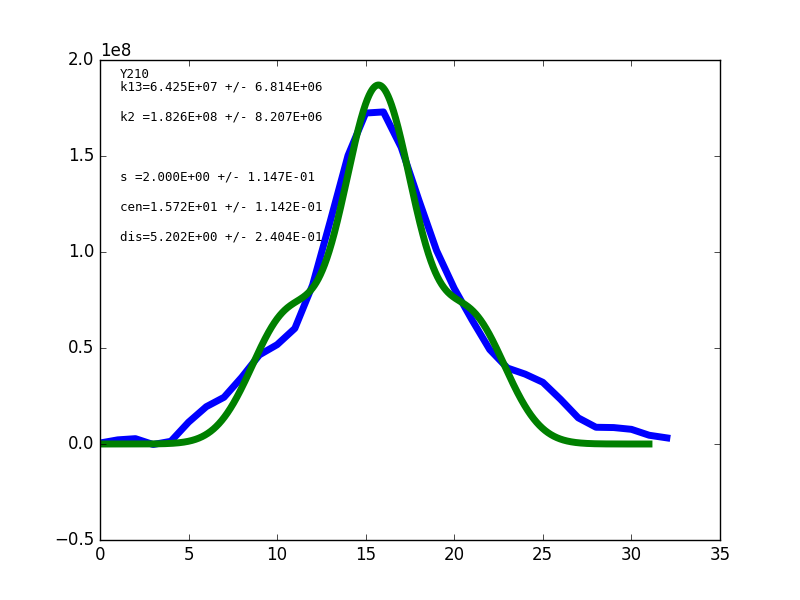 1e8
2.0
Y210
k13=6.425E+07 +/- 6.814E+06
k2 =1.826E+08 +/- 8.207E+06
1.5
s =2.000E+00 +/- 1.147E-01
cen=1.572E+01 +/- 1.142E-01
dis=5.202E+00 +/- 2.404E-01
1.0
0.5
0.0
−0.5
0 5 10 15 20 25 30 35